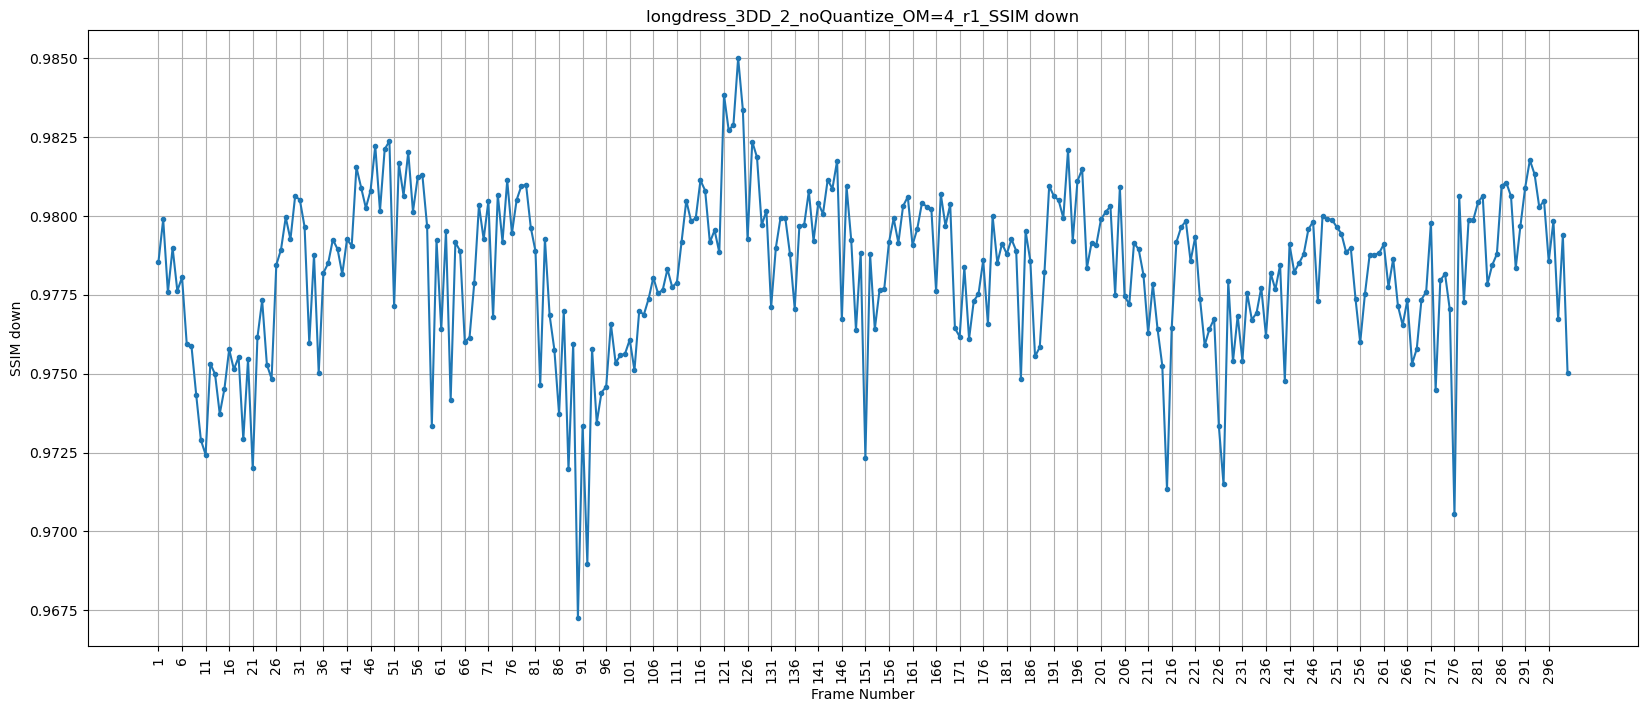 longdress_3DD_2_noQuantize_OM=4_r1_SSIM down
0.9850
0.9825
0.9800
0.9775
0.9750
0.9725
0.9700
0.9675
SSIM down
1 6 11 16 21 26 31 36 41 46 51 56 61 66 71 76 81 86 91 96 101 106 111 116 121 126 131 136 141 146 151 156 161 166 171 176 181 186 191 196 201 206 211 216 221 226 231 236 241 246 251 256 261 266 271 276 281 286 291 296
Frame Number